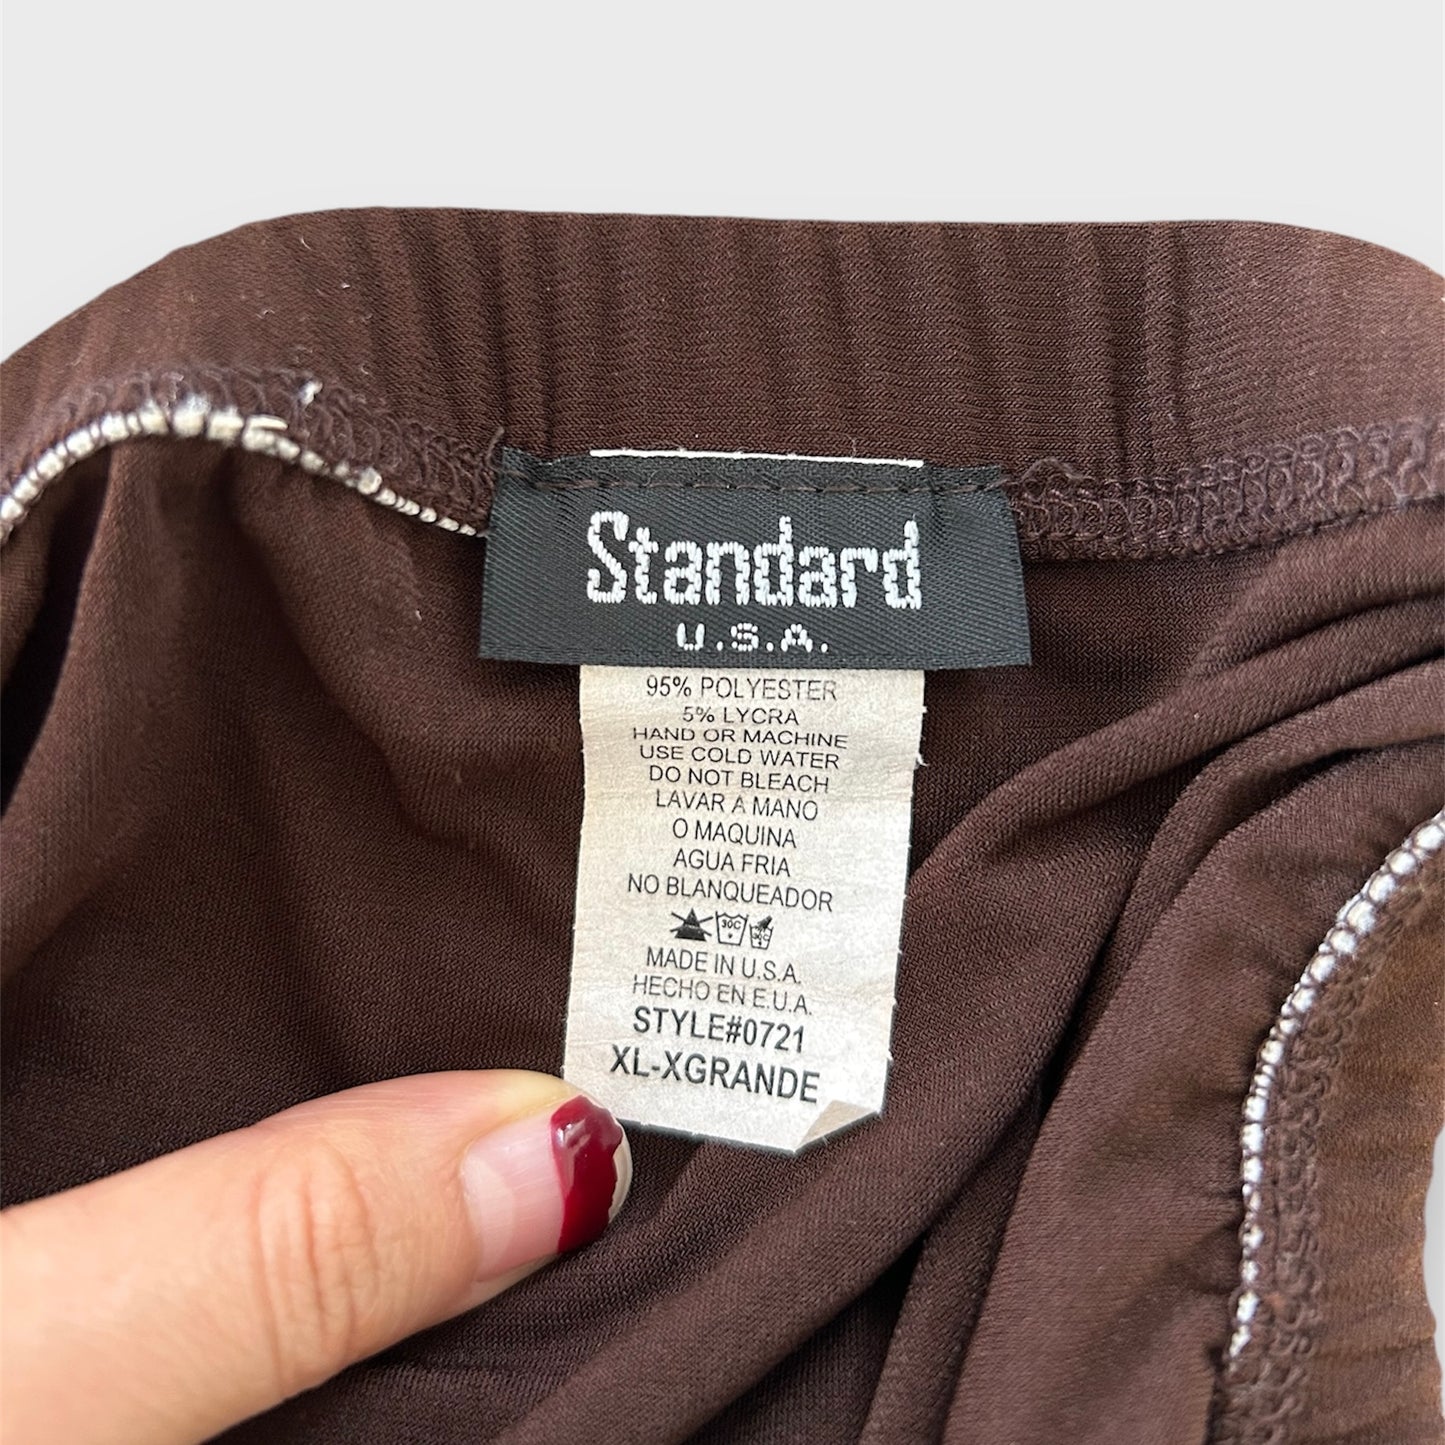 Standard
U.S.A.
95% POLYESTER
5% LYCRA
HAND OR MACHINE
USE COLD WATER
DO NOT BLEACH
LAVAR A MANO
O MAQUINA
AGUA FRIA
NO BLANQUEADOR
30C
MADE IN U.S.A.
HECHO EN E.U.A.
STYLE#0721
XL-XGRANDE